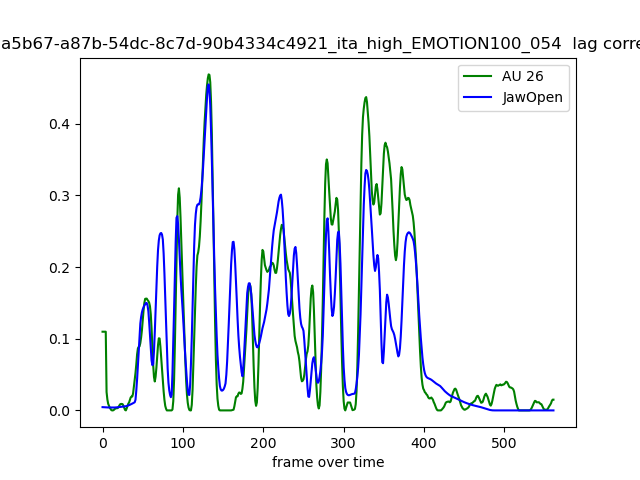 a5b67-a87b-54dc-8c7d-90b4334c4921_ita_high_EMOTION100_054  lag corre
AU 26
JawOpen
0.4
0.3
0.2
0.1
0.0
0 100 200 300 400 500
frame over time